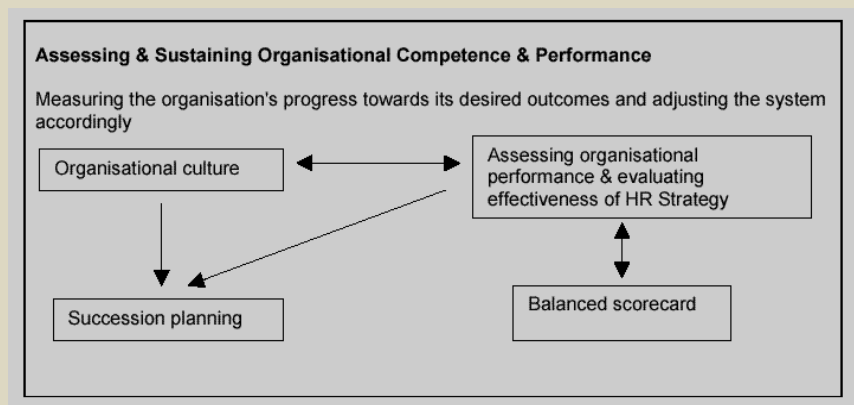 Assessing & Sustaining Organisational Competence & Performance
Measuring the organisation's progress towards its desired outcomes and adjusting the system
accordingly
Organisational culture
Assessing organisational
performance & evaluating
effectiveness of HR Strategy
Succession planning
Balanced scorecard